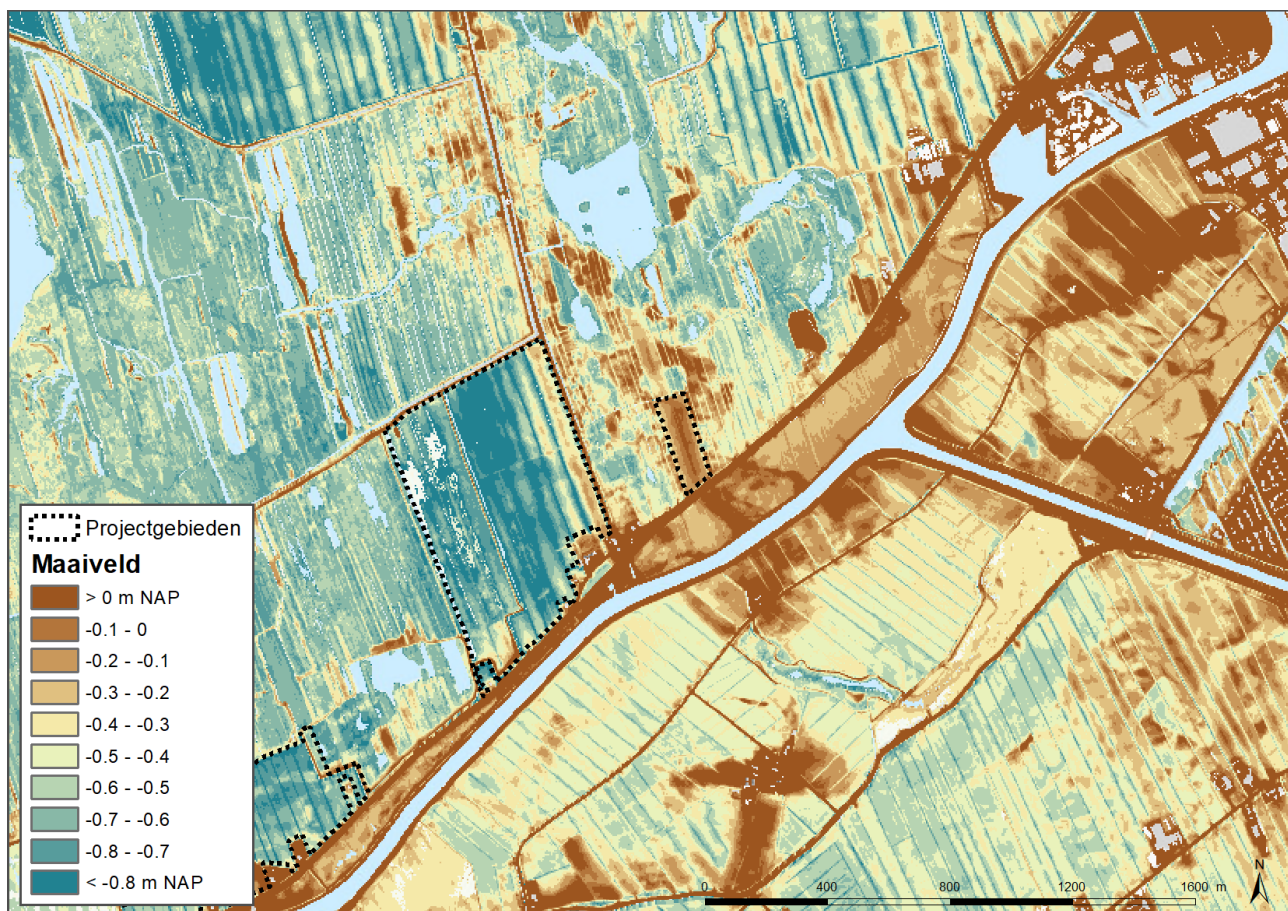 Projectgebieden
Maaiveld
> 0 m NAP
-0.1 - 0
-0.2 - -0.1
-0.3 - -0.2
-0.4 - -0.3
-0.5 - -0.4
-0.6 - -0.5
-0.7 - -0.6
-0.8 - -0.7
< -0.8 m NAP
N
0 400 800 1200 1600 m